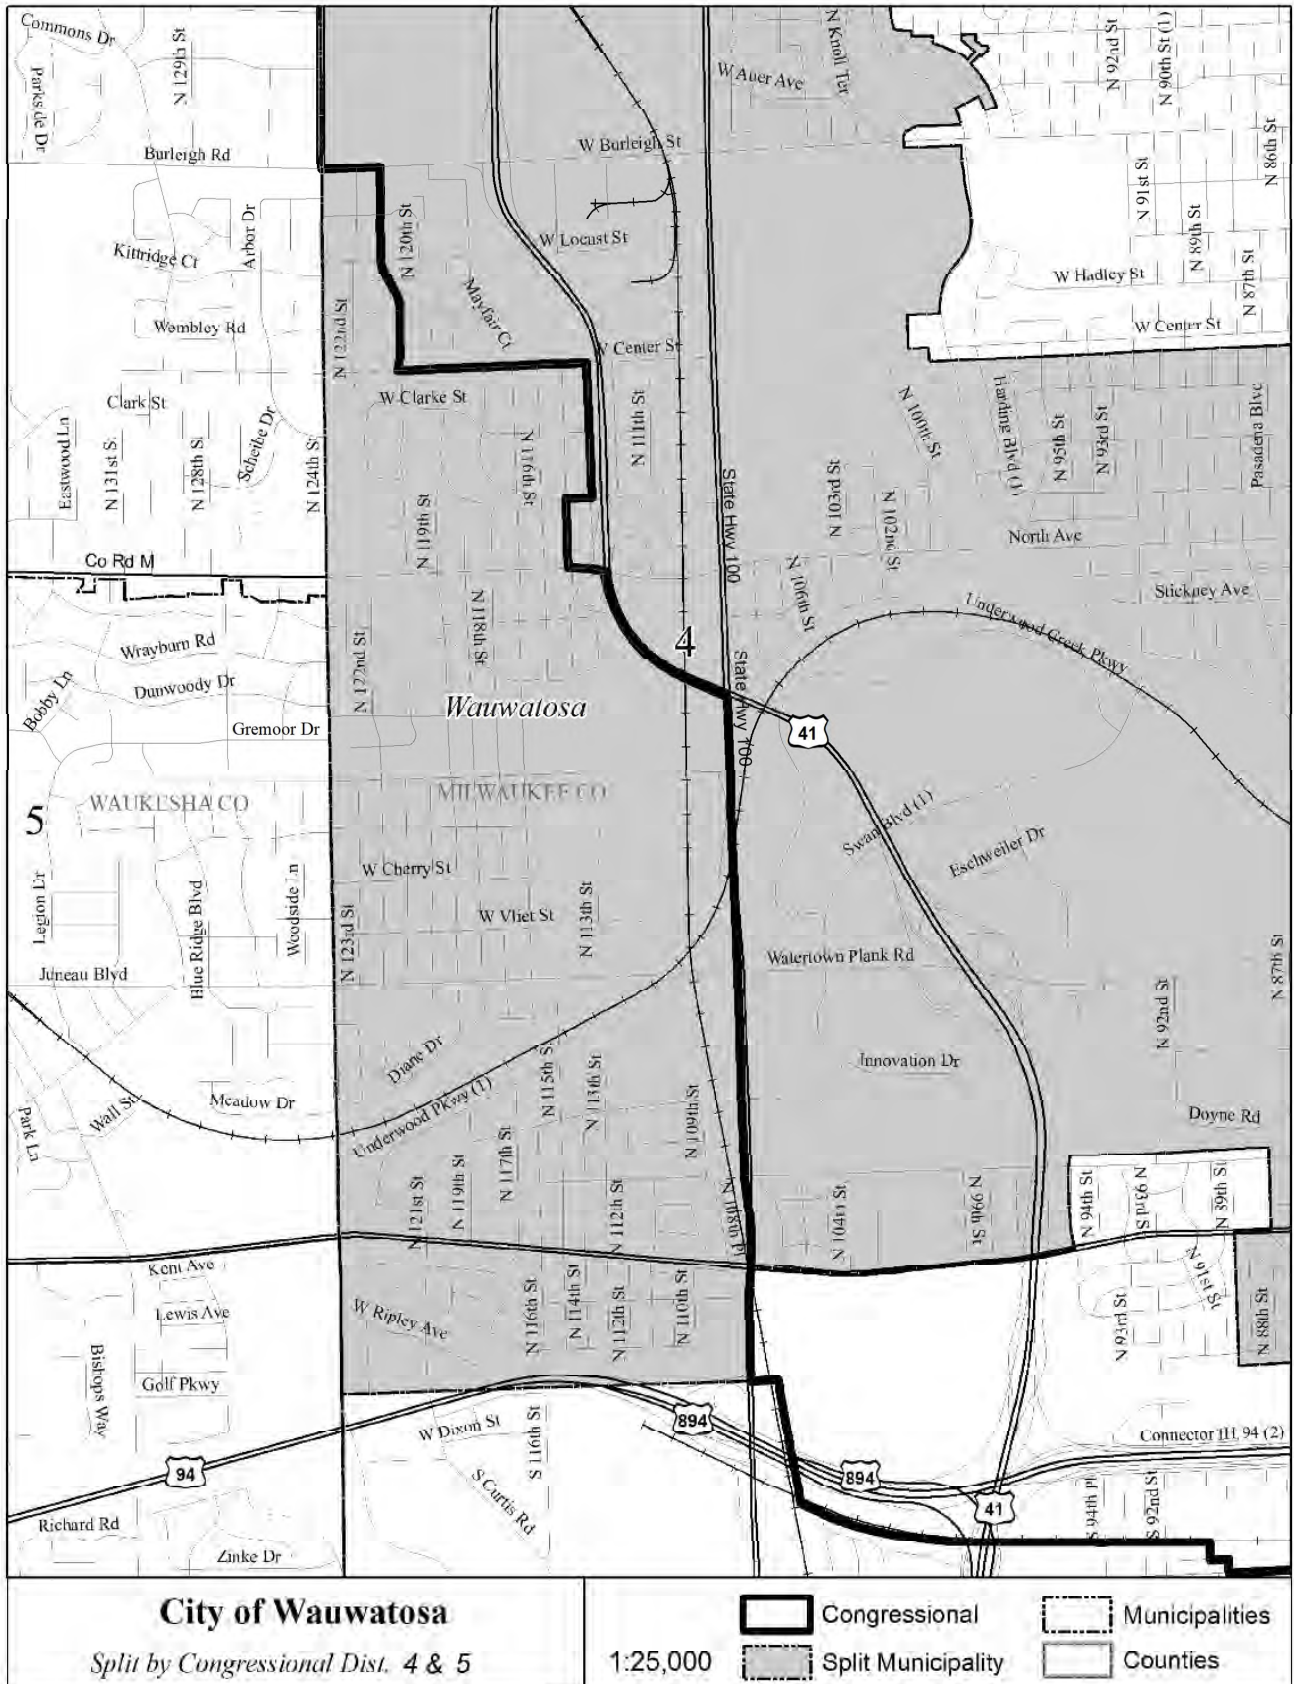 Commons Dr
N 129th St
Parkside Dr
Burleigh Rd
N Knoll Ter
W Auer Ave
N 92nd St
N 90th St (1)
N 86th St
W Burleigh St
N 91st St
N 89th St
N 87th St
Arbor Dr
Kittridge Ct
N 120th St
W Locust St
W Hadley St
Mayfair Ct
Wembley Rd
N 122nd St
W Center St
W Center St
Clark St
W Clarke St
N 111th St
N 100th St
Harding Blvd (1)
N 95th St
N 93rd St
Pasadena Blvd
Eastwood Ln
N 131st S
N 128th S
Scheibe Dr
N 124th S
N 116th St
N 119th St
State Hwy 100
N 103rd St
N 102nd St
North Ave
Co Rd M
N 106th St
Stickney Ave
Wrayburn Rd
N 118th St
4
Underwood Creek Pkwy
Bobby Ln
Dunwoody Dr
N 122nd St
State Hwy 100
Wauwatosa
Gremoor Dr
41
5
WAUKESHA CO
MILWAUKEE CO
Swan Blvd (1)
Eschweiler Dr
W Cherry St
Legion Dr
Blue Ridge Blvd
Woodside Ln
W Vliet St
N 113th St
N 123rd St
Juneau Blvd
Watertown Plank Rd
N 87th St
N 92nd St
Diane Dr
Innovation Dr
N 115th S
N 113th St
Underwood Pkwy (1)
Park Ln
Wall St
Meadow Dr
N 109th St
Doyne Rd
N 117th St
N 119th St
N 121st St
N 112th St
N 108th Pl
N 104th St
N 99th St
N 94th St
N 93rd S
N 89th St
Kent Ave
N 91st St
Lewis Ave
W Ripley Ave
N 116th St
N 114th St
N 112th St
N 110th St
N 93rd St
N 88th St
Bishops Way
Golf Pkwy
894
W Dixon St
S 116th St
Connector IH 94 (2)
94
S Curtis Rd
894
41
S 94th Pl
S 92nd St
Richard Rd
Zinke Dr
City of Wauwatosa
Split by Congressional Dist. 4 & 5
1:25,000
Congressional
Municipalities
Split Municipality
Counties